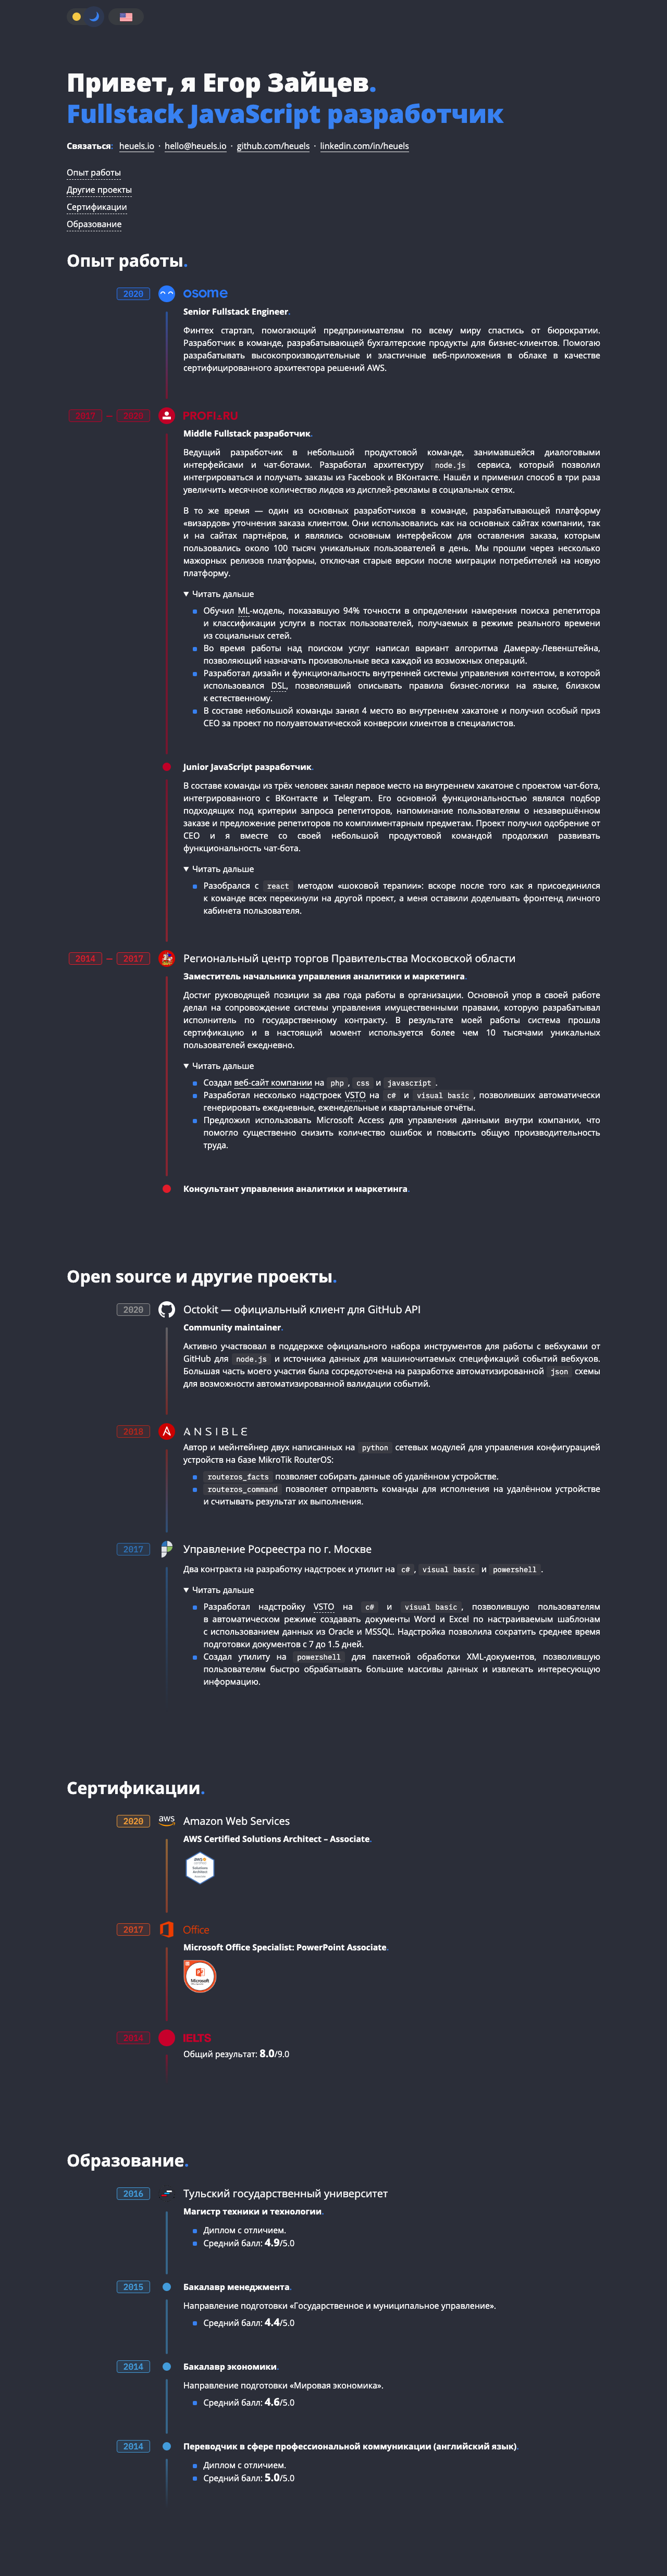 Привет, я Егор Зайцев.
Fullstack JavaScript разработчик
Связаться: heuels.io · hello@heuels.io · github.com/heuels · linkedin.com/in/heuels
Опыт работы
Другие проекты
Сертификации
Образование
Опыт работы.
2020 osome
Senior Fullstack Engineer.
Финтех стартап, помогающий предпринимателям по всему миру спастись от бюрократии.
Разработчик в команде, разрабатывающей бухгалтерские продукты для бизнес-клиентов. Помогаю
разрабатывать высокопроизводительные и эластичные веб-приложения в облаке в качестве
сертифицированного архитектора решений AWS.
2017 — 2020 PROFI.RU
Middle Fullstack разработчик.
Ведущий разработчик в небольшой продуктовой команде, занимавшейся диалоговыми
интерфейсами и чат-ботами. Разработал архитектуру node.js сервиса, который позволил
интегрироваться и получать заказы из Facebook и ВКонтакте. Нашёл и применил способ в три раза
увеличить месячное количество лидов из дисплей-рекламы в социальных сетях.
В то же время — один из основных разработчиков в команде, разрабатывающей платформу
«визардов» уточнения заказа клиентом. Они использовались как на основных сайтах компании, так
и на сайтах партнёров, и являлись основным интерфейсом для оставления заказа, которым
пользовались около 100 тысяч уникальных пользователей в день. Мы прошли через несколько
мажорных релизов платформы, отключая старые версии после миграции потребителей на новую
платформу.
▼ Читать дальше
Обучил ML-модель, показавшую 94% точности в определении намерения поиска репетитора
и классификации услуги в постах пользователей, получаемых в режиме реального времени
из социальных сетей.
Во время работы над поиском услуг написал вариант алгоритма Дамерау-Левенштейна,
позволяющий назначать произвольные веса каждой из возможных операций.
Разработал дизайн и функциональность внутренней системы управления контентом, в которой
использовался DSL, позволявший описывать правила бизнес-логики на языке, близком
к естественному.
В составе небольшой команды занял 4 место во внутреннем хакатоне и получил особый приз
CEO за проект по полуавтоматической конверсии клиентов в специалистов.
Junior JavaScript разработчик.
В составе команды из трёх человек занял первое место на внутреннем хакатоне с проектом чат-бота,
интегрированного с ВКонтакте и Telegram. Его основной функциональностью являлся подбор
подходящих под критерии запроса репетиторов, напоминание пользователям о незавершённом
заказе и предложение репетиторов по комплиментарным предметам. Проект получил одобрение от
CEO и я вместе со своей небольшой продуктовой командой продолжил развивать
функциональность чат-бота.
▼ Читать дальше
Разобрался с react методом «шоковой терапии»: вскоре после того как я присоединился
к команде всех перекинули на другой проект, а меня оставили доделывать фронтенд личного
кабинета пользователя.
2014 — 2017 Региональный центр торгов Правительства Московской области
Заместитель начальника управления аналитики и маркетинга.
Достиг руководящей позиции за два года работы в организации. Основной упор в своей работе
делал на сопровождение системы управления имущественными правами, которую разрабатывал
исполнитель по государственному контракту. В результате моей работы система прошла
сертификацию и в настоящий момент используется более чем 10 тысячами уникальных
пользователей ежедневно.
▼ Читать дальше
Создал веб-сайт компании на php, css и javascript.
Разработал несколько надстроек VSTO на c# и visual basic, позволивших автоматически
генерировать ежедневные, еженедельные и квартальные отчёты.
Предложил использовать Microsoft Access для управления данными внутри компании, что
помогло существенно снизить количество ошибок и повысить общую производительность
труда.
Консультант управления аналитики и маркетинга.
Open source и другие проекты.
2020 Octokit — официальный клиент для GitHub API
Community maintainer.
Активно участвовал в поддержке официального набора инструментов для работы с вебхуками от
GitHub для node.js и источника данных для машиночитаемых спецификаций событий вебхуков.
Большая часть моего участия была сосредоточена на разработке автоматизированной json схемы
для возможности автоматизированной валидации событий.
2018 ANSIBLE
Автор и мейнтейнер двух написанных на python сетевых модулей для управления конфигурацией
устройств на базе MikroTik RouterOS:
routeros_facts позволяет собирать данные об удалённом устройстве.
routeros_command позволяет отправлять команды для исполнения на удалённом устройстве
и считывать результат их выполнения.
2017 Управление Росреестра по г. Москве
Два контракта на разработку надстроек и утилит на c#, visual basic и powershell.
▼ Читать дальше
Разработал надстройку VSTO на c# и visual basic, позволившую пользователям
в автоматическом режиме создавать документы Word и Excel по настраиваемым шаблонам
с использованием данных из Oracle и MSSQL. Надстройка позволила сократить среднее время
подготовки документов с 7 до 1.5 дней.
Создал утилиту на powershell для пакетной обработки XML-документов, позволившую
пользователям быстро обрабатывать большие массивы данных и извлекать интересующую
информацию.
Сертификации.
2020 aws Amazon Web Services
AWS Certified Solutions Architect – Associate.
aws
Solutions
Architect
2017 Office
Microsoft Office Specialist: PowerPoint Associate.
Microsoft
2014 IELTS
Общий результат: 8.0/9.0
Образование.
2016 Тульский государственный университет
Магистр техники и технологии.
Диплом с отличием.
Средний балл: 4.9/5.0
2015 Бакалавр менеджмента.
Направление подготовки «Государственное и муниципальное управление».
Средний балл: 4.4/5.0
2014 Бакалавр экономики.
Направление подготовки «Мировая экономика».
Средний балл: 4.6/5.0
2014 Переводчик в сфере профессиональной коммуникации (английский язык).
Диплом с отличием.
Средний балл: 5.0/5.0